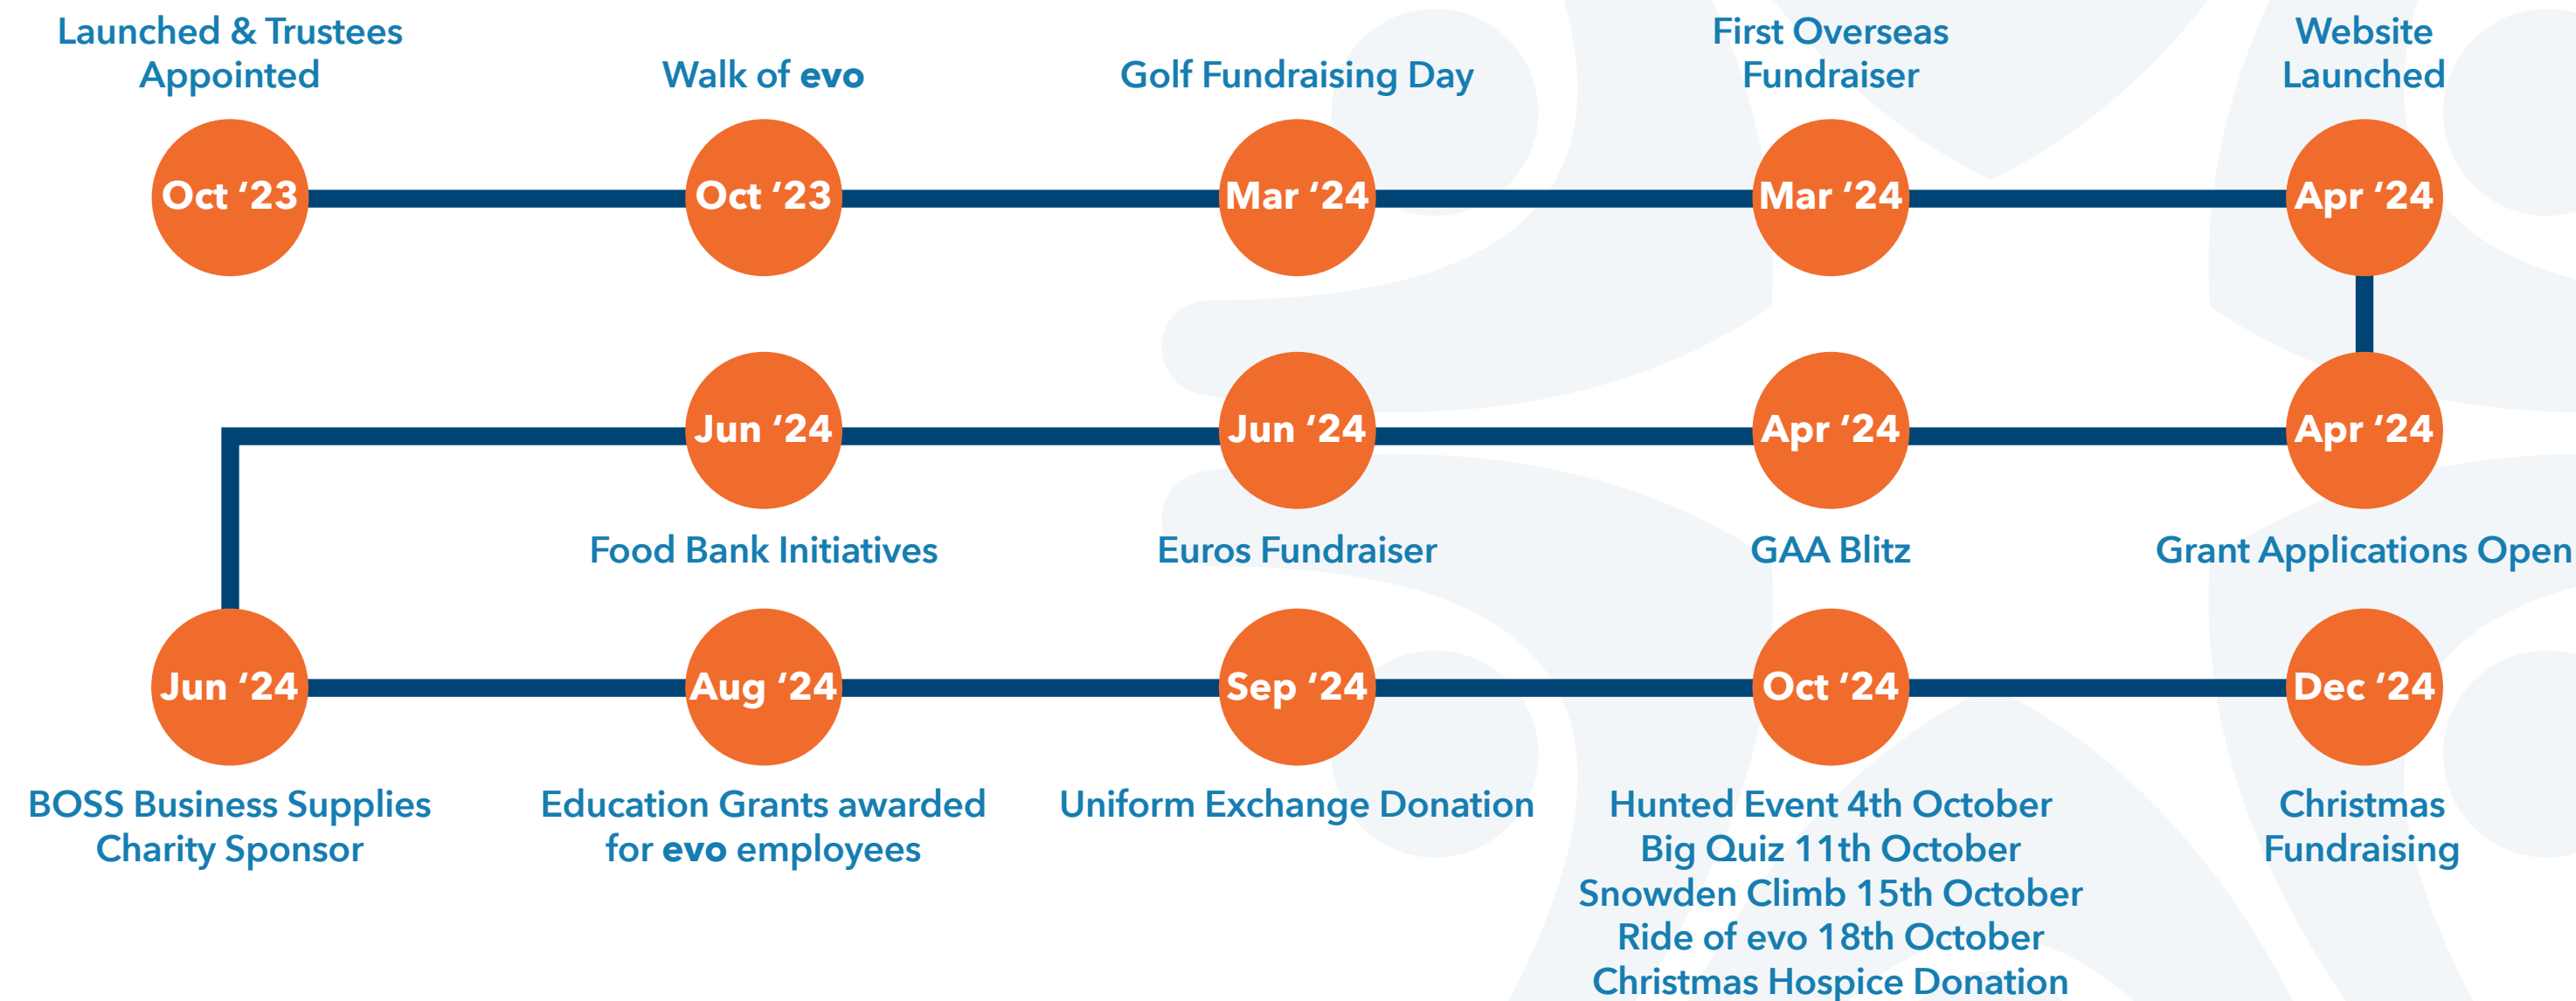 Launched & Trustees
Appointed
Oct ‘23
Walk of evo
Oct ‘23
Golf Fundraising Day
Mar ‘24
First Overseas
Fundraiser
Mar ‘24
Website
Launched
Apr ‘24
Apr ‘24
Grant Applications Open
Apr ‘24
GAA Blitz
Jun ‘24
Euros Fundraiser
Jun ‘24
Food Bank Initiatives
Jun ‘24
BOSS Business Supplies
Charity Sponsor
Aug ‘24
Education Grants awarded
for evo employees
Sep ‘24
Uniform Exchange Donation
Oct ‘24
Hunted Event 4th October
Big Quiz 11th October
Snowden Climb 15th October
Ride of evo 18th October
Christmas Hospice Donation
Dec ‘24
Christmas
Fundraising